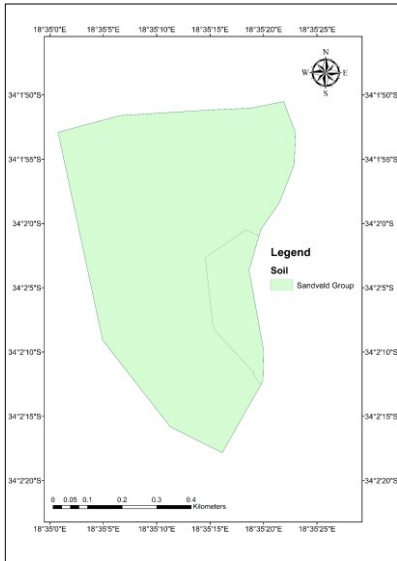 18°35'0"E 18°35'5"E 18°35'10"E 18°35'15"E 18°35'20"E 18°35'25"E
N
W E
S
34°1'50"S 34°1'50"S
34°1'55"S 34°1'55"S
34°2'0"S 34°2'0"S
Legend
Soil
Sandveld Group
34°2'5"S 34°2'5"S
34°2'10"S 34°2'10"S
34°2'15"S 34°2'15"S
34°2'20"S 34°2'20"S
0 0.05 0.1 0.2 0.3 0.4
Kilometers
18°35'0"E 18°35'5"E 18°35'10"E 18°35'15"E 18°35'20"E 18°35'25"E